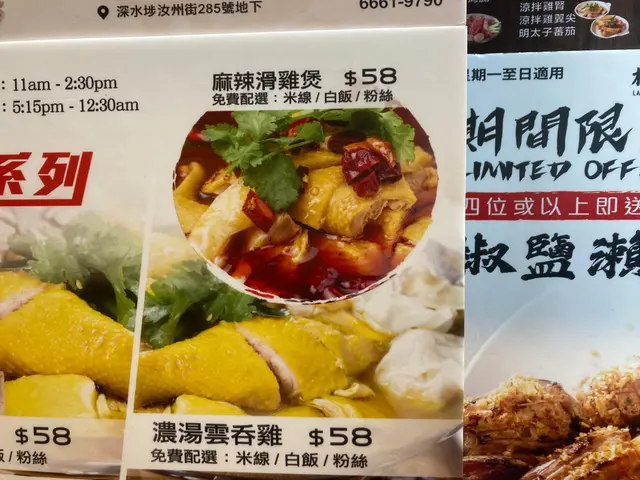 深水埗汝州街285號地下
6661-9790
: 11am - 2:30pm
: 5:15pm - 12:30am
系列
麻辣滑雞煲 $58
免費配選：米線/白飯/粉絲
濃湯雲吞雞 $58
免費配選：米線/白飯/粉絲
$58
飯/粉絲
涼拌雞腎
涼拌雞翼尖
明太子蕃茄
星期一至日適用
期間限
LIMITED OFF
四位或以上即送
椒鹽瀨